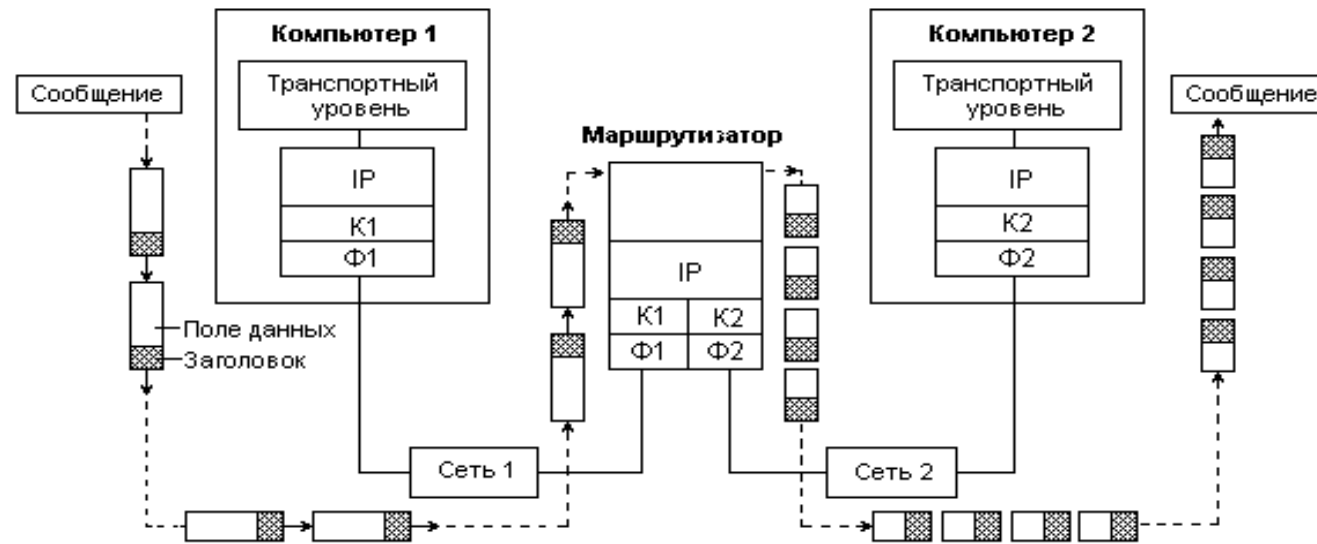 Компьютер 1
Компьютер 2
Сообщение
Транспортный
уровень
Транспортный
уровень
Сообщение
Маршрутизатор
IP
К1
Ф1
IP
К1
К2
Ф1
Ф2
IP
К2
Ф2
Поле данных
Заголовок
Сеть 1
Сеть 2